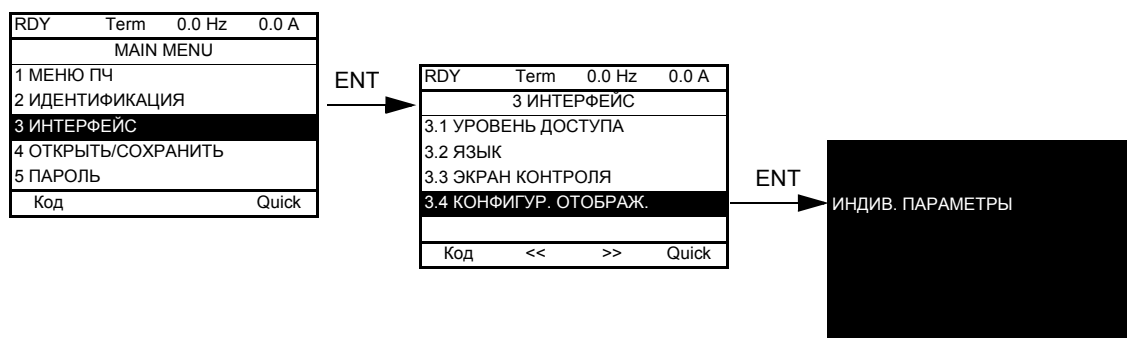 RDY Term 0.0 Hz 0.0 A
MAIN MENU
1 МЕНЮ ПЧ
2 ИДЕНТИФИКАЦИЯ
3 ИНТЕРФЕЙС
4 ОТКРЫТЬ/СОХРАНИТЬ
5 ПАРОЛЬ
Код Quick
ENT
RDY Term 0.0 Hz 0.0 A
3 ИНТЕРФЕЙС
3.1 УРОВЕНЬ ДОСТУПА
3.2 ЯЗЫК
3.3 ЭКРАН КОНТРОЛЯ
3.4 КОНФИГУР. ОТОБРАЖ.
Код << >> Quick
ENT
ИНДИВ. ПАРАМЕТРЫ